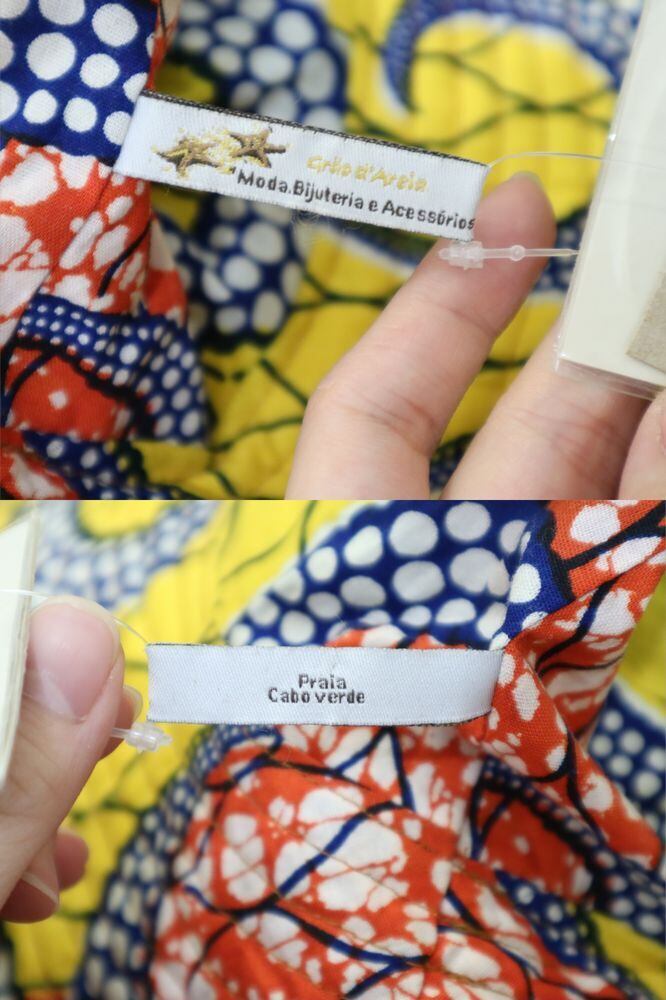 Grão d'Areia
Moda.Bijuteria e Acessórios
Praia
Cabo verde